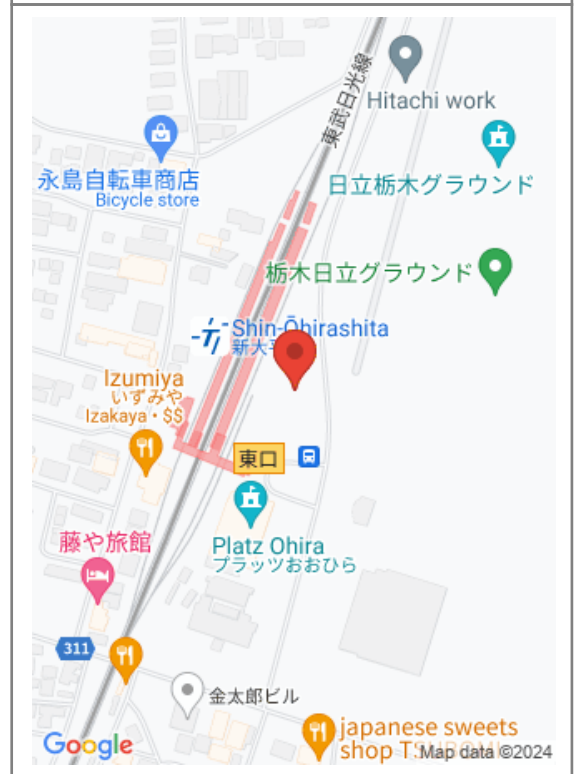 東武日光線
Hitachi work
日立栃木グラウンド
永島自転車商店
Bicycle store
栃木日立グラウンド
Shin-Ōhirashita
新大
Izumiya
いずみや
Izakaya・$$
東口
Platz Ohira
プラッツおおひら
藤や旅館
311
金太郎ビル
japanese sweets
shop
Google
Map data ©2024